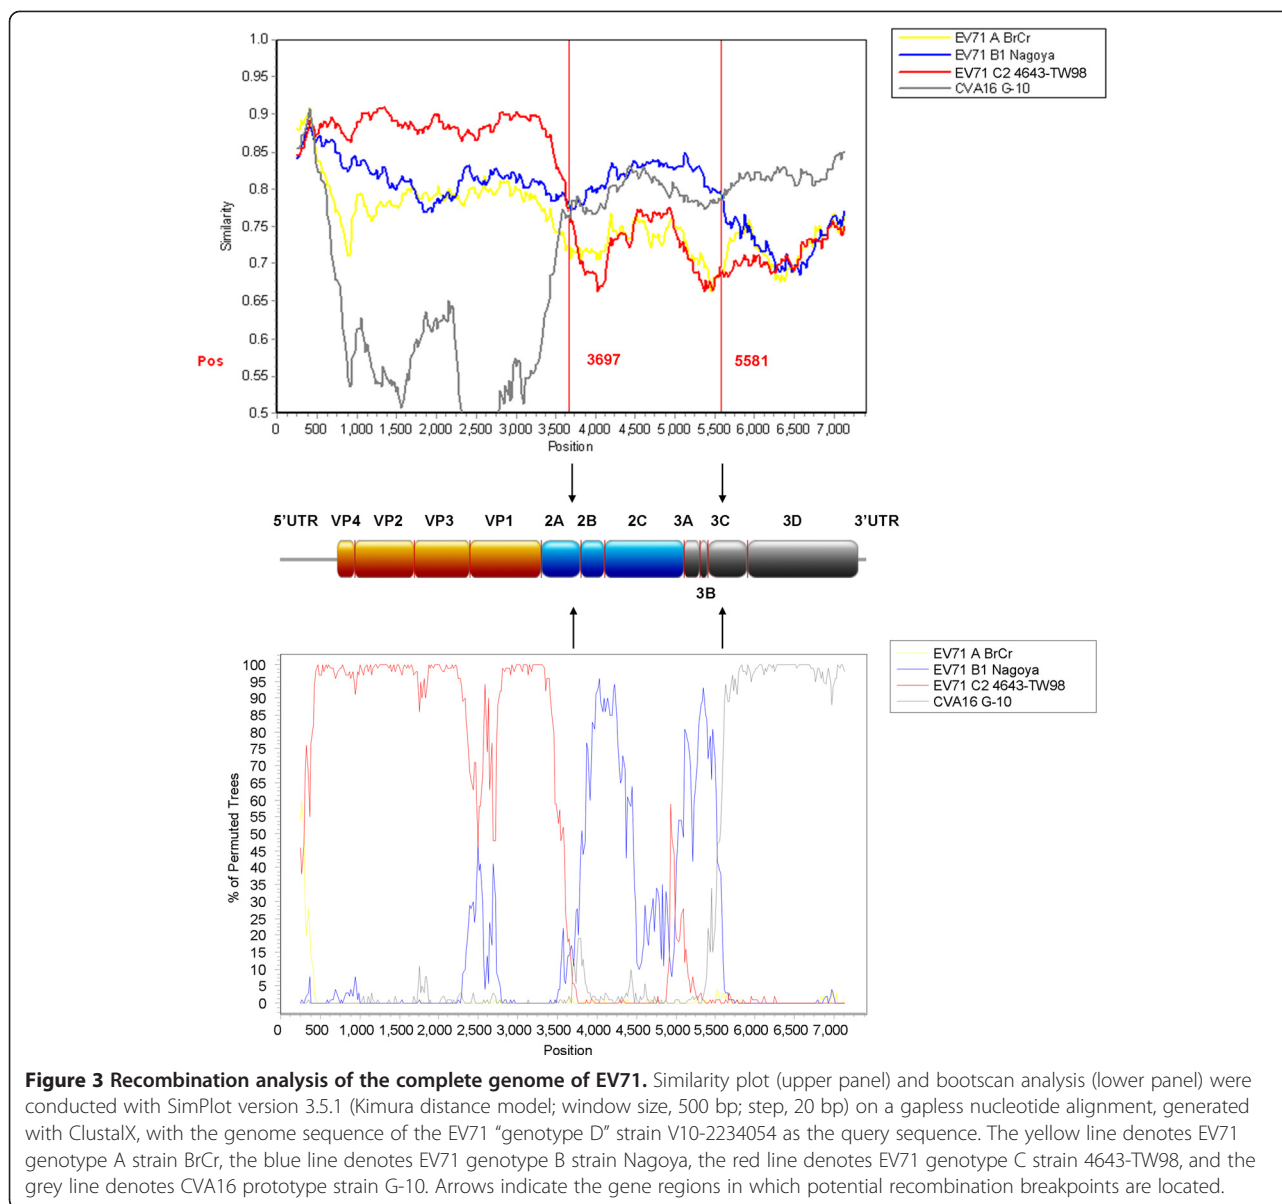 1.0
0.95
0.9
0.85
0.8
0.75
0.7
0.65
0.6
0.55
0.5
Similarity
Pos
3697
5581
0 500 1,000 1,500 2,000 2,500 3,000 3,500 4,000 4,500 5,000 5,500 6,000 6,500 7,000
Position
EV71 A BrCr
EV71 B1 Nagoya
EV71 C2 4643-TW98
CVA16 G-10
5'UTR VP4 VP2 VP3 VP1 2A 2B 2C 3A 3C 3D 3'UTR
3B
100
95
90
85
80
75
70
65
60
55
50
45
40
35
30
25
20
15
10
5
0
% of Permuted Trees
0 500 1,000 1,500 2,000 2,500 3,000 3,500 4,000 4,500 5,000 5,500 6,000 6,500 7,000
Position
EV71 A BrCr
EV71 B1 Nagoya
EV71 C2 4643-TW98
CVA16 G-10
Figure 3 Recombination analysis of the complete genome of EV71. Similarity plot (upper panel) and bootscan analysis (lower panel) were
conducted with SimPlot version 3.5.1 (Kimura distance model; window size, 500 bp; step, 20 bp) on a gapless nucleotide alignment, generated
with ClustalX, with the genome sequence of the EV71 “genotype D” strain V10-2234054 as the query sequence. The yellow line denotes EV71
genotype A strain BrCr, the blue line denotes EV71 genotype B strain Nagoya, the red line denotes EV71 genotype C strain 4643-TW98, and the
grey line denotes CVA16 prototype strain G-10. Arrows indicate the gene regions in which potential recombination breakpoints are located.